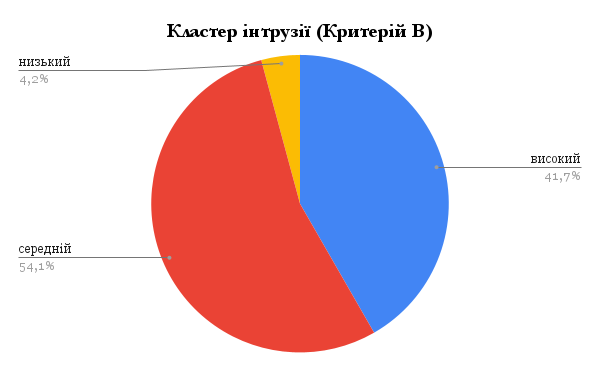 Кластер інтрузії (Критерій B)
низький
4,2%
високий
41,7%
середній
54,1%